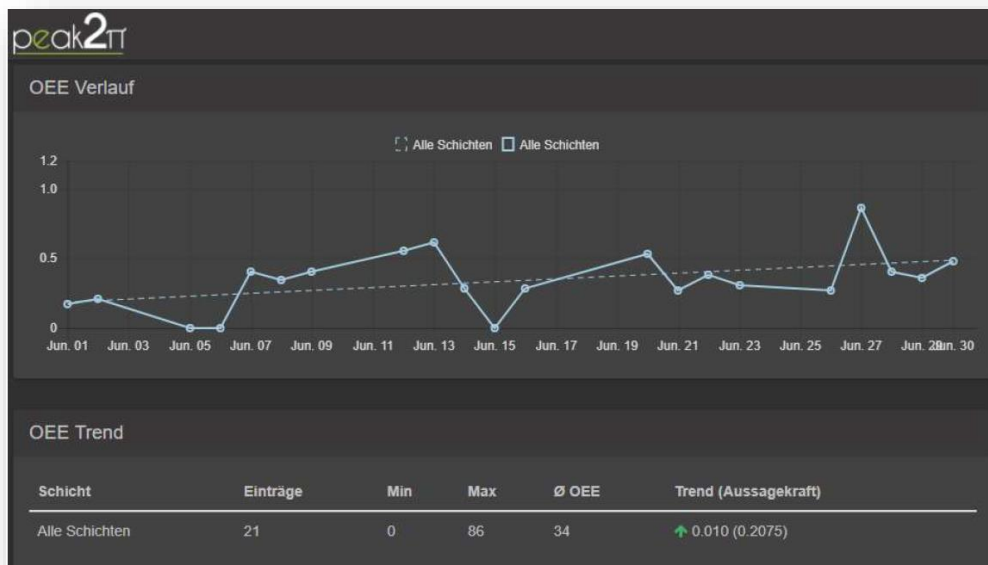 peak2π
OEE Verlauf
Alle Schichten Alle Schichten
1.2
1.0
0.5
0
Jun. 01 Jun. 03 Jun. 05 Jun. 07 Jun. 09 Jun. 11 Jun. 13 Jun. 15 Jun. 17 Jun. 19 Jun. 21 Jun. 23 Jun. 25 Jun. 27 Jun. 29 Jun. 30
OEE Trend
Schicht Einträge Min Max Ø OEE Trend (Aussagekraft)
Alle Schichten 21 0 86 34 0.010 (0.2075)